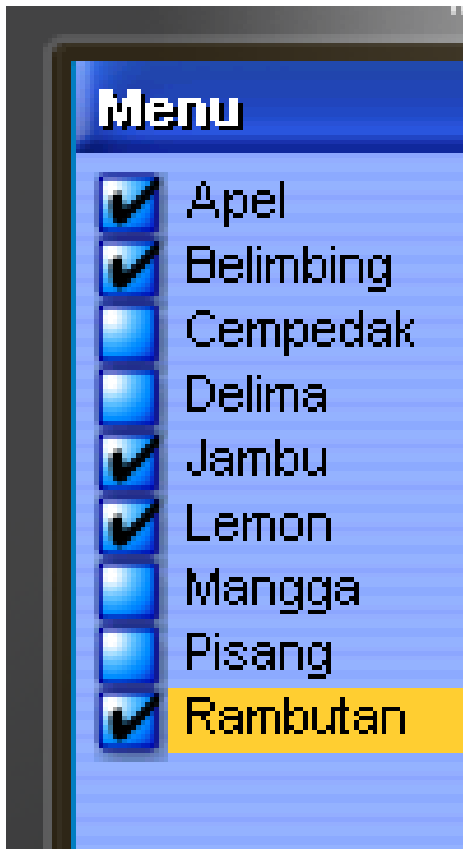 Menu
Apel
Belimbing
Cempedak
Delima
Jambu
Lemon
Mangga
Pisang
Rambutan